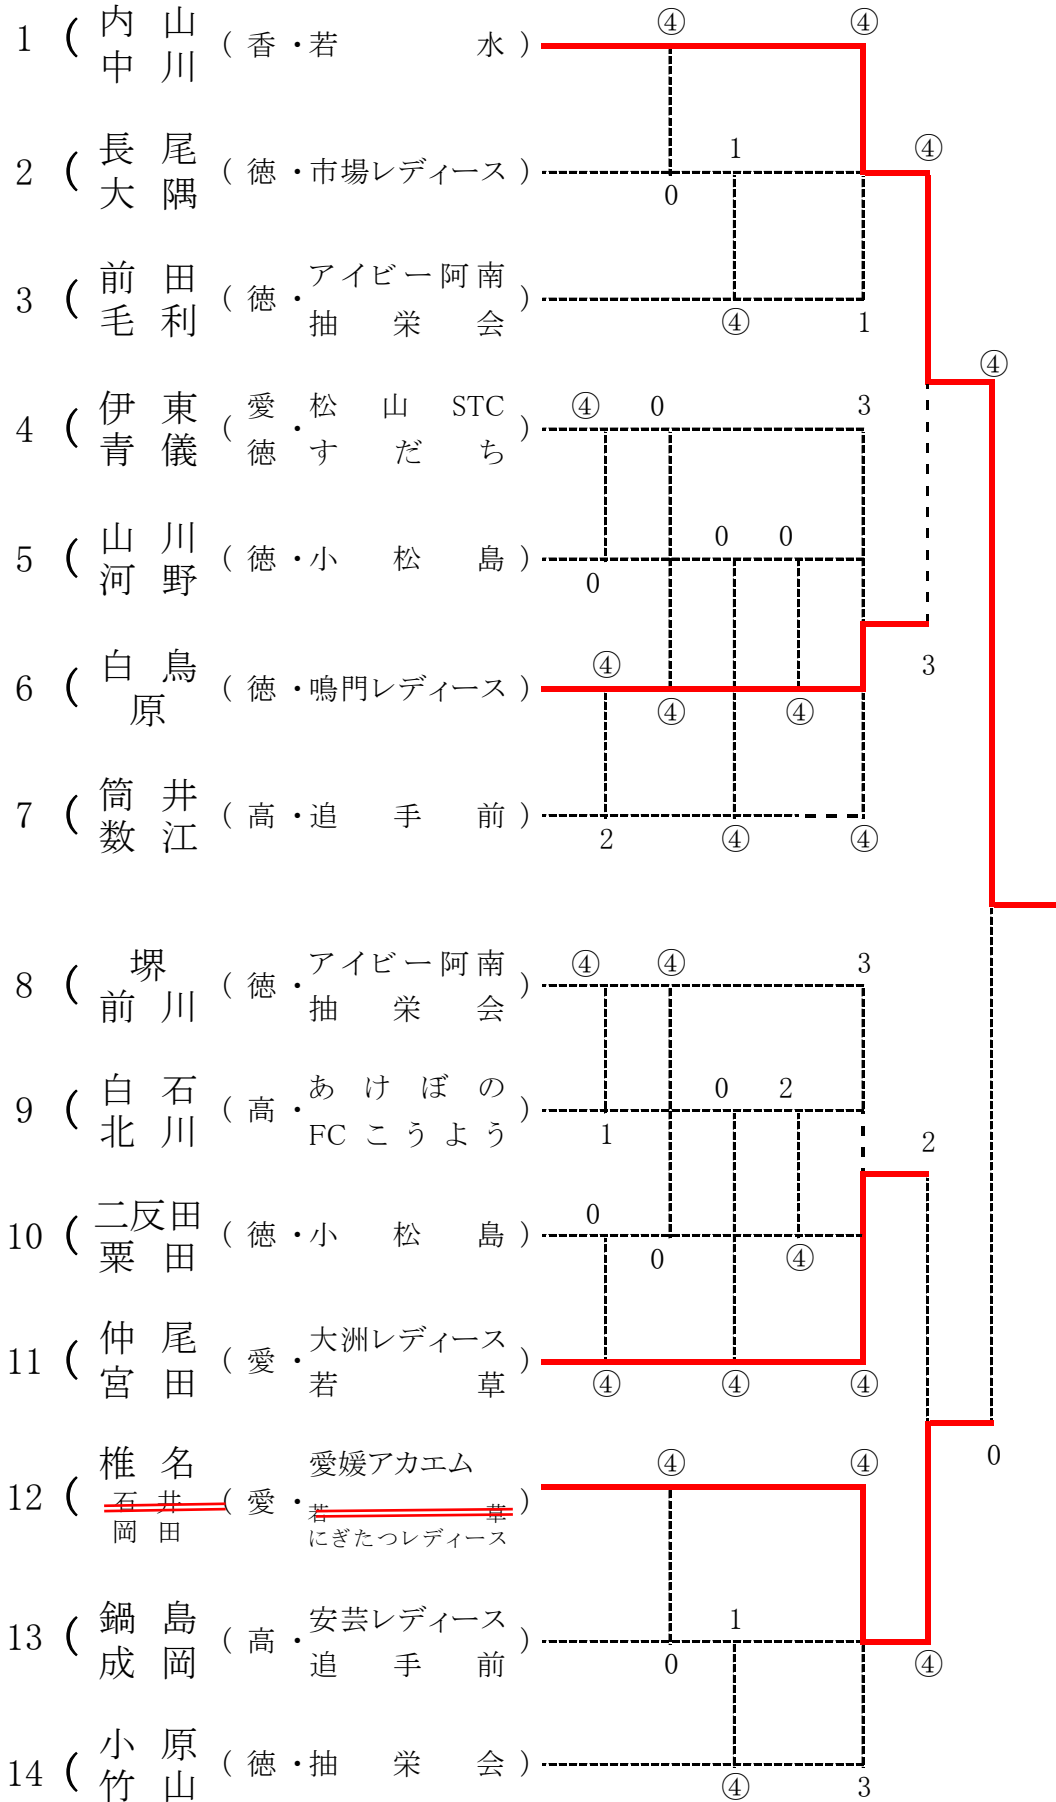 ④ ④
1 ( 内 山 ( 香 ・ 若 水 )
中 川
1 ④
2 ( 長 尾 ( 徳 ・ 市場レディース )
大 隅
0
3 ( 前 田 ( 徳 ・ アイビー阿南 )
毛 利 抽 栄 会
④ 1
④
④ 0 3
4 ( 伊 東 ( 愛 ・ 松 山 STC )
青 儀 徳 す だ ち
0 0
5 ( 山 川 ( 徳 ・ 小 松 島 )
河 野
0
④ 3
6 ( 白 鳥 ( 徳 ・ 鳴門レディース )
原
④ ④
7 ( 筒 井 ( 高 ・ 追 手 前 )
数 江
2 ④ ④
④ ④ 3
8 ( 堺 ( 徳 ・ アイビー阿南 )
前 川 抽 栄 会
0 2
9 ( 白 石 ( 高 ・ あ け ぼ の )
北 川 FC こ う よ う
1 2
0
10 ( 二反田 ( 徳 ・ 小 松 島 )
粟 田
0 ④
11 ( 仲 尾 ( 愛 ・ 大洲レディース )
宮 田 若 草
④ ④ ④
④ ④ 0
12 ( 椎 名 ( 愛 ・ 愛媛アカエム )
石 井 若 草
岡 田 にぎたつレディース
1
13 ( 鍋 島 ( 高 ・ 安芸レディース )
成 岡 追 手 前
0 ④
14 ( 小 原 ( 徳 ・ 抽 栄 会 )
竹 山
④ 3